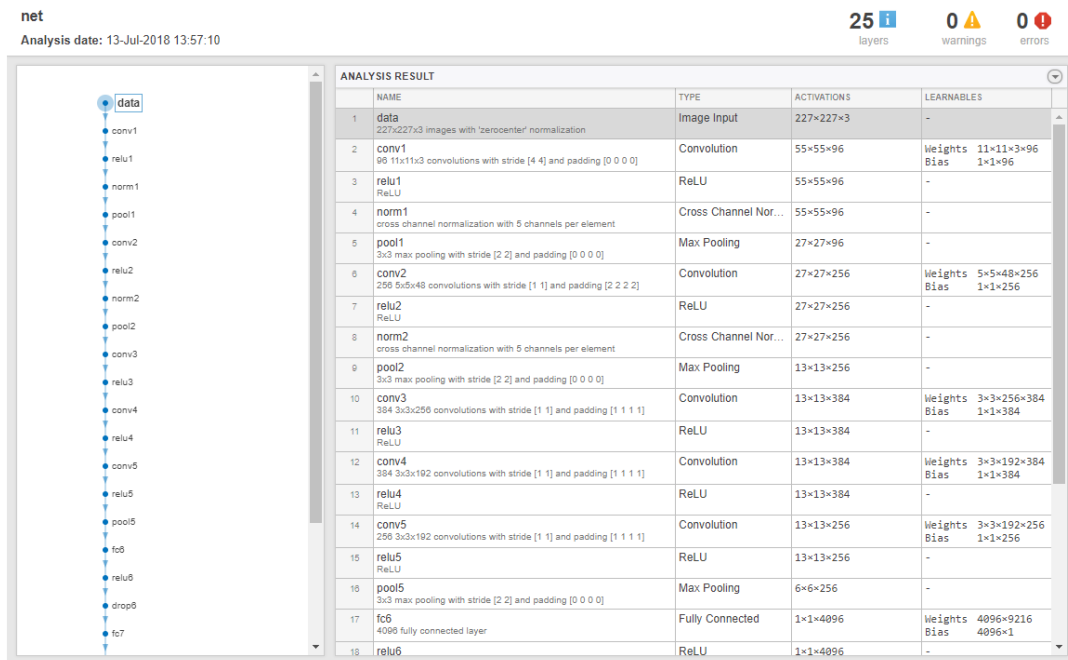 net
Analysis date: 13-Jul-2018 13:57:10
25 i
layers
0
warnings
0
errors
data
conv1
relu1
norm1
pool1
conv2
relu2
norm2
pool2
conv3
relu3
conv4
relu4
conv5
relu5
pool5
fc6
relu6
drop6
fc7
ANALYSIS RESULT
NAME TYPE ACTIVATIONS LEARNABLES
1 data Image Input 227×227×3 -
227x227x3 images with 'zerocenter' normalization
2 conv1 Convolution 55×55×96 Weights 11×11×3×96
96 11x11x3 convolutions with stride [4 4] and padding [0 0 0 0] Bias 1×1×96
3 relu1 ReLU 55×55×96 -
ReLU
4 norm1 Cross Channel Nor... 55×55×96 -
cross channel normalization with 5 channels per element
5 pool1 Max Pooling 27×27×96 -
3x3 max pooling with stride [2 2] and padding [0 0 0 0]
6 conv2 Convolution 27×27×256 Weights 5×5×48×256
256 5x5x48 convolutions with stride [1 1] and padding [2 2 2 2] Bias 1×1×256
7 relu2 ReLU 27×27×256 -
ReLU
8 norm2 Cross Channel Nor... 27×27×256 -
cross channel normalization with 5 channels per element
9 pool2 Max Pooling 13×13×256 -
3x3 max pooling with stride [2 2] and padding [0 0 0 0]
10 conv3 Convolution 13×13×384 Weights 3×3×256×384
384 3x3x256 convolutions with stride [1 1] and padding [1 1 1 1] Bias 1×1×384
11 relu3 ReLU 13×13×384 -
ReLU
12 conv4 Convolution 13×13×384 Weights 3×3×192×384
384 3x3x192 convolutions with stride [1 1] and padding [1 1 1 1] Bias 1×1×384
13 relu4 ReLU 13×13×384 -
ReLU
14 conv5 Convolution 13×13×256 Weights 3×3×192×256
256 3x3x192 convolutions with stride [1 1] and padding [1 1 1 1] Bias 1×1×256
15 relu5 ReLU 13×13×256 -
ReLU
16 pool5 Max Pooling 6×6×256 -
3x3 max pooling with stride [2 2] and padding [0 0 0 0]
17 fc6 Fully Connected 1×1×4096 Weights 4096×9216
4096 fully connected layer Bias 4096×1
18 relu6 ReLU 1×1×4096 -